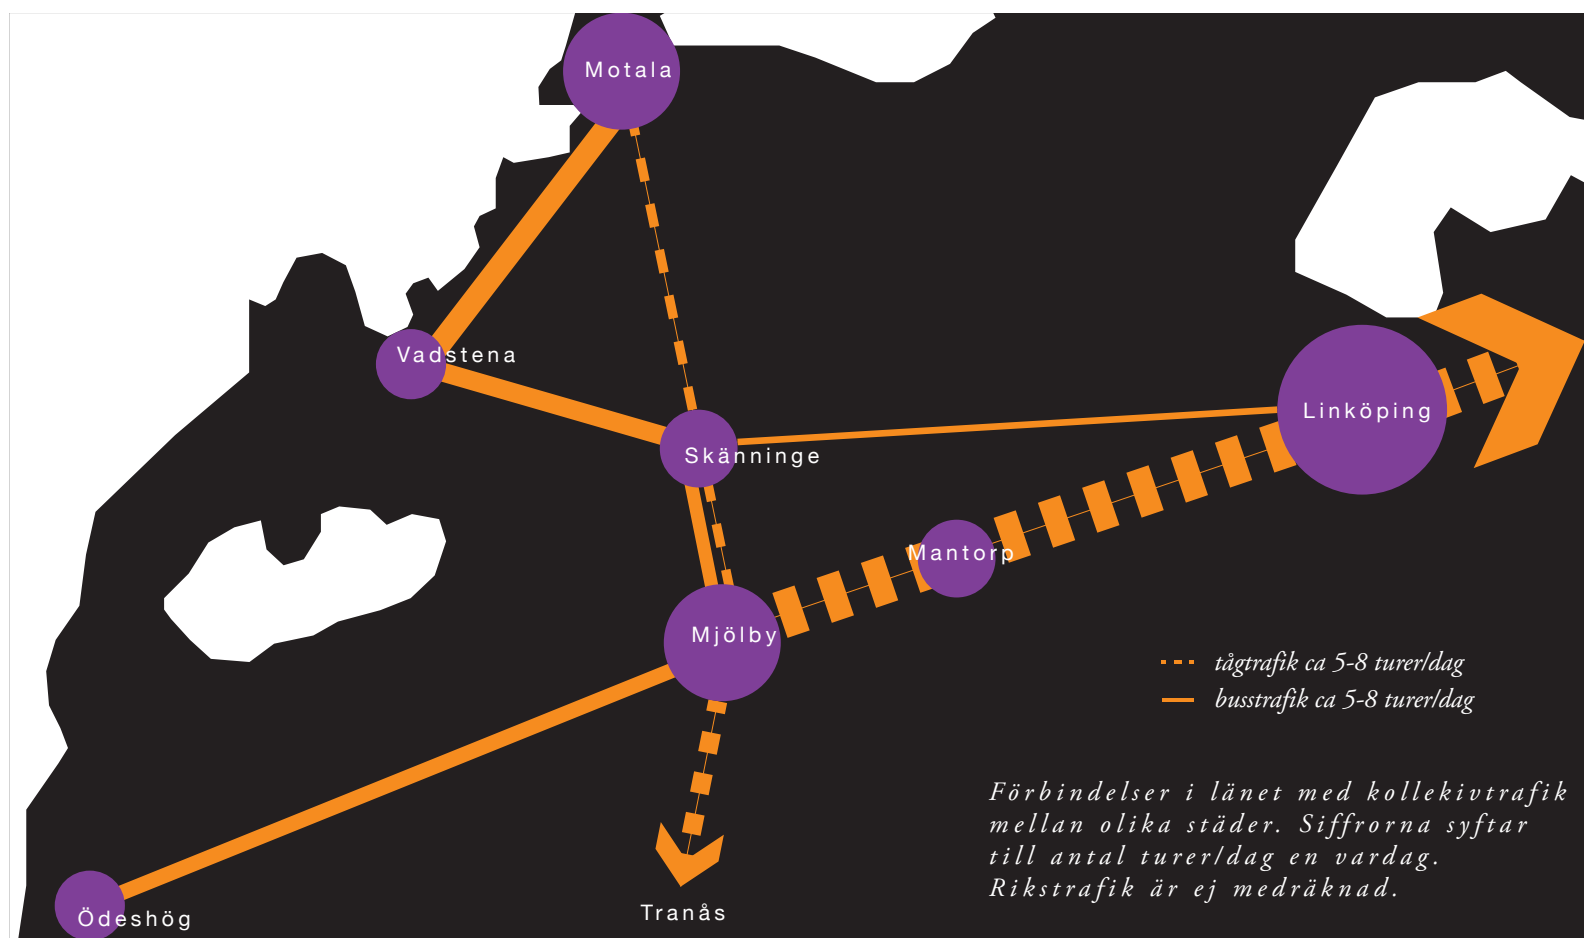 Motala
Vadstena
Linköping
Skänninge
Mantorp
Mjölby
tågtrafik ca 5-8 turer/dag
busstrafik ca 5-8 turer/dag
Förbindelser i länet med kollekivtrafik
mellan olika städer. Siffrorna syftar
till antal turer/dag en vardag.
Rikstrafik är ej medräknad.
Ödeshög
Tranås